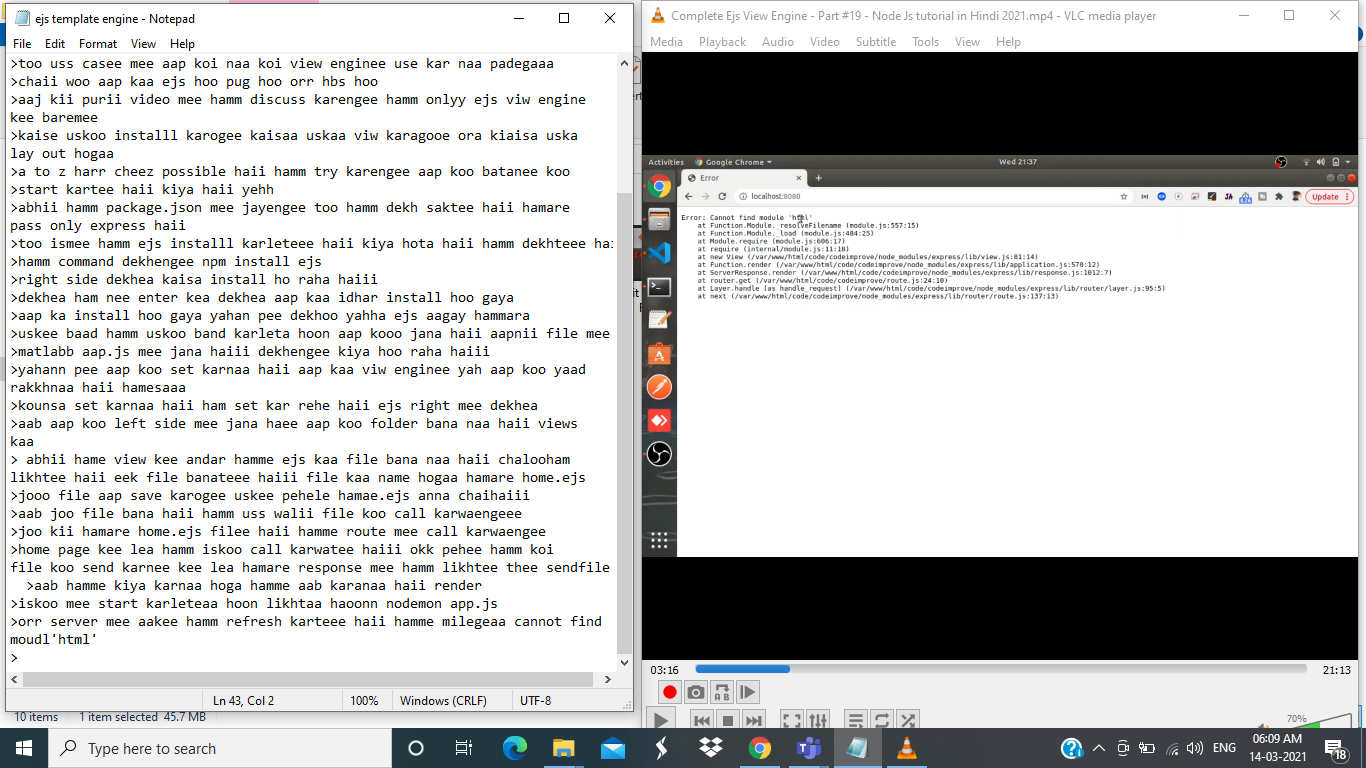 ejs template engine - Notepad
File Edit Format View Help
>too uss casee mee aap koi naa koi view enginee use kar naa padegaaa
>chaii woo aap kaa ejs hoo pug hoo orr hbs hoo
>aaj kii purii video mee hamm discuss karengee hamm onlyy ejs viw engine
kee baremee
>kaise uskoo installl karogee kaisaa uskaa viw karagooe ora kiaisa uska
lay out hogaa
>a to z harr cheez possible haii hamm try karengee aap koo batanee koo
>start kartee haii kiya haii yehh
>abhii hamm package.json mee jayengee too hamm dekh saktee haii hamare
pass only express haii
>too ismee hamm ejs installl karleteee haii kiya hota haii hamm dekhteee hai
>hamm command dekhengee npm install ejs
>right side dekhea kaisa install ho raha haiii
>dekhea ham nee enter kea dekhea aap kaa idhar install hoo gaya
>aap ka install hoo gaya yahan pee dekhoo yahha ejs aagay hammara
>uskee baad hamm uskoo band karleta hoon aap kooo jana haii aapnii file mee
>matlabb aap.js mee jana haiii dekhengee kiya hoo raha haiii
>yahann pee aap koo set karnaa haii aap kaa viw enginee yah aap koo yaad
rakkhnaa haii hamesaaa
>kounsa set karnaa haii ham set kar rehe haii ejs right mee dekhea
>aab aap koo left side mee jana haee aap koo folder bana naa haii views
kaa
> abhii hame view kee andar hamme ejs kaa file bana naa haii chalooham
likhtee haii eek file banateee haiii file kaa name hogaa hamare home.ejs
>jooo file aap save karogee uskee pehele hamae.ejs anna chaihaiii
>aab joo file bana haii hamm uss walii file koo call karwaengeee
>joo kii hamare home.ejs filee haii hamme route mee call karwaengee
>home page kee lea hamm iskoo call karwatee haiii okk pehee hamm koi
file koo send karnee kee lea hamare response mee hamm likhtee thee sendfile
>aab hamme kiya karnaa hoga hamme aab karanaa haii render
>iskoo mee start karleteaa hoon likhtaa haoonn nodemon app.js
>orr server mee aakee hamm refresh karteee haii hamme milegeaa cannot find
moudl'html'
>
Ln 43, Col 2 100% Windows (CRLF) UTF-8
10 items 1 item selected 45.7 MB
Complete Ejs View Engine - Part #19 - Node Js tutorial in Hindi 2021.mp4 - VLC media player
Media Playback Audio Video Subtitle Tools View Help
Activities Google Chrome Wed 21:37
Error
localhost:8080 Update
Error: Cannot find module 'html'
at Function.Module._resolveFilename (module.js:557:15)
at Function.Module._load (module.js:484:25)
at Module.require (module.js:606:17)
at require (internal/module.js:11:18)
at new View (/var/www/html/code/codeimprove/node_modules/express/lib/view.js:81:14)
at Function.render (/var/www/html/code/codeimprove/node_modules/express/lib/application.js:570:12)
at ServerResponse.render (/var/www/html/code/codeimprove/node_modules/express/lib/response.js:1012:7)
at router.get (/var/www/html/code/codeimprove/route.js:24:10)
at Layer.handle [as handle_request] (/var/www/html/code/codeimprove/node_modules/express/lib/router/layer.js:95:5)
at next (/var/www/html/code/codeimprove/node_modules/express/lib/router/route.js:137:13)
03:16 21:13
70%
Type here to search
ENG
06:09 AM
14-03-2021
18